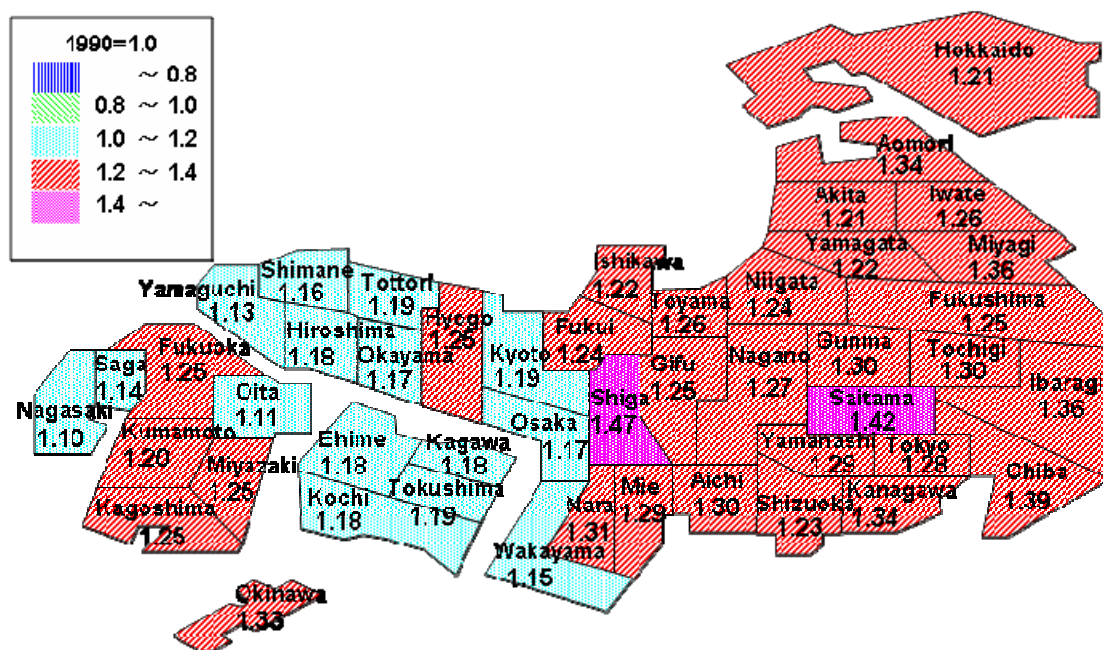 1990=1.0
～ 0.8
0.8 ～ 1.0
1.0 ～ 1.2
1.2 ～ 1.4
1.4 ～
Hokkaido
1.21
Aomori
1.34
Akita
1.21
Iwate
1.26
Yamagata
1.22
Miyagi
1.36
Ishikawa
1.22
Toyama
1.26
Niigata
1.24
Fukushima
1.25
Yamaguchi
1.13
Shimane
1.16
Tottori
1.19
Hyogo
1.25
Hiroshima
1.18
Okayama
1.17
Kyoto
1.19
Fukui
1.24
Gifu
1.25
Nagano
1.27
Gunma
1.30
Tochigi
1.30
Ibaragi
1.36
Fukuoka
1.25
Saga
1.14
Nagasaki
1.10
Oita
1.11
Shiga
1.47
Saitama
1.42
Osaka
1.17
Kumamoto
1.20
Miyazaki
1.25
Kagoshima
1.25
Ehime
1.18
Kagawa
1.18
Kochi
1.18
Tokushima
1.19
Yamanashi
1.29
Tokyo
1.28
Chiba
1.39
Nara
1.31
Mie
1.29
Aichi
1.30
Shizuoka
1.23
Kanagawa
1.34
Wakayama
1.15
Okinawa
1.33